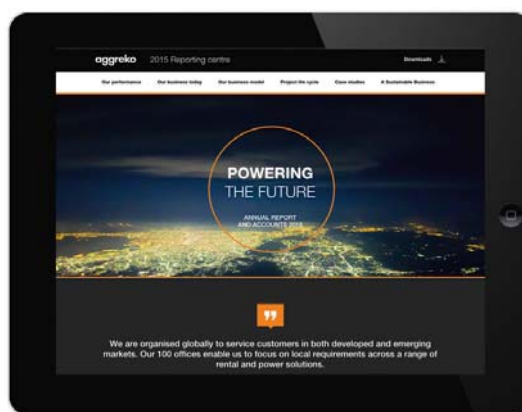 aggreko 2015 Reporting centre Downloads
Our performance Our business today Our business model Project life cycle Case studies A Sustainable Business
POWERING
THE FUTURE
ANNUAL REPORT
AND ACCOUNTS 2015
We are organised globally to service customers in both developed and emerging
markets. Our 100 offices enable us to focus on local requirements across a range of
rental and power solutions.